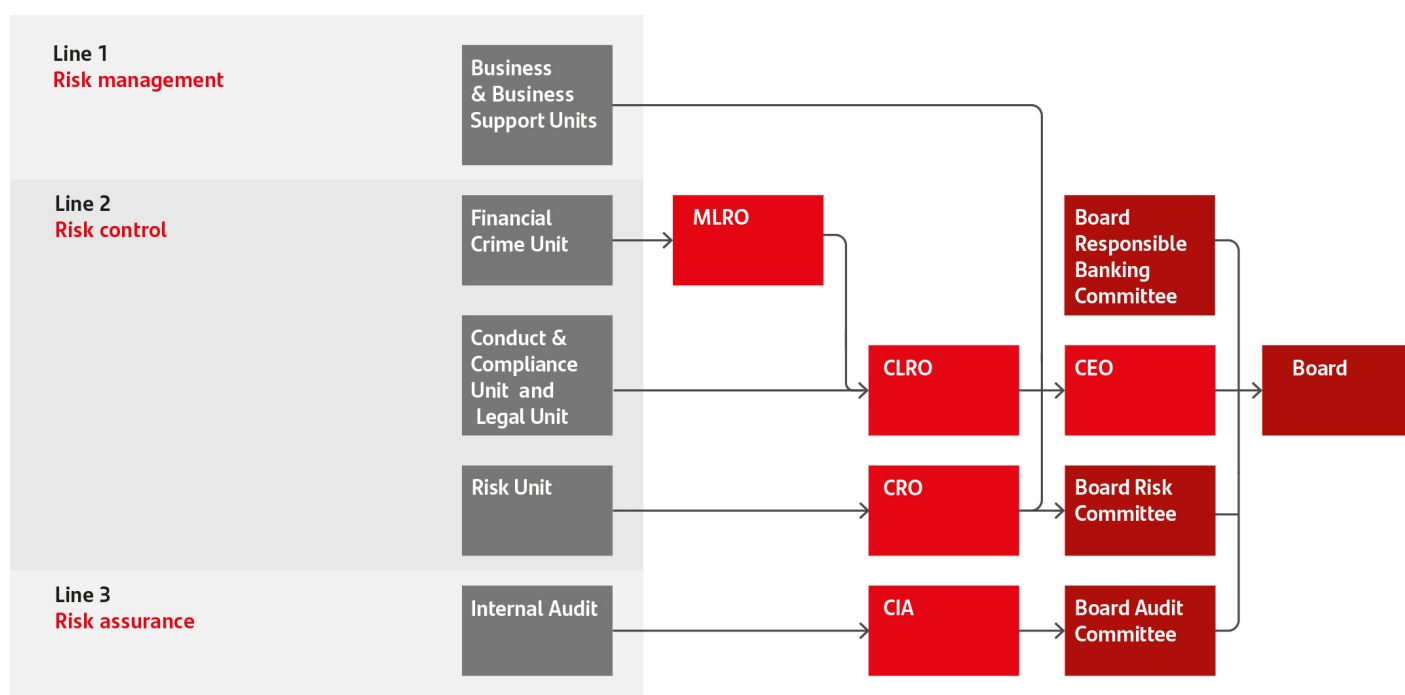 Line 1
Risk management
Business
& Business
Support Units
Line 2
Risk control
Financial
Crime Unit
MLRO
Board
Responsible
Banking
Committee
Conduct &
Compliance
Unit and
Legal Unit
CLRO
CEO
Board
Risk Unit
CRO
Board Risk
Committee
Line 3
Risk assurance
Internal Audit
CIA
Board Audit
Committee